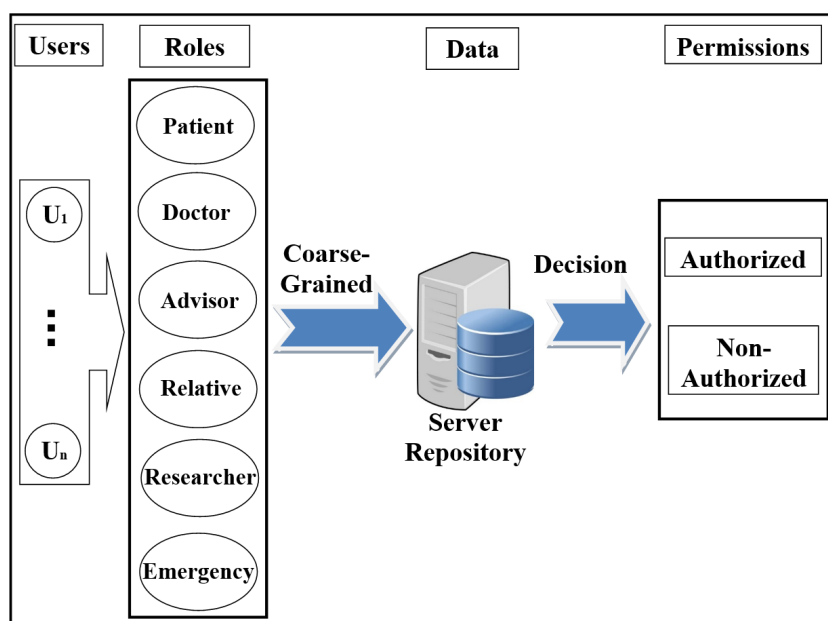 Users
Roles
Data
Permissions
U1
Un
Patient
Doctor
Advisor
Relative
Researcher
Emergency
Coarse-
Grained
Server
Repository
Decision
Authorized
Non-
Authorized